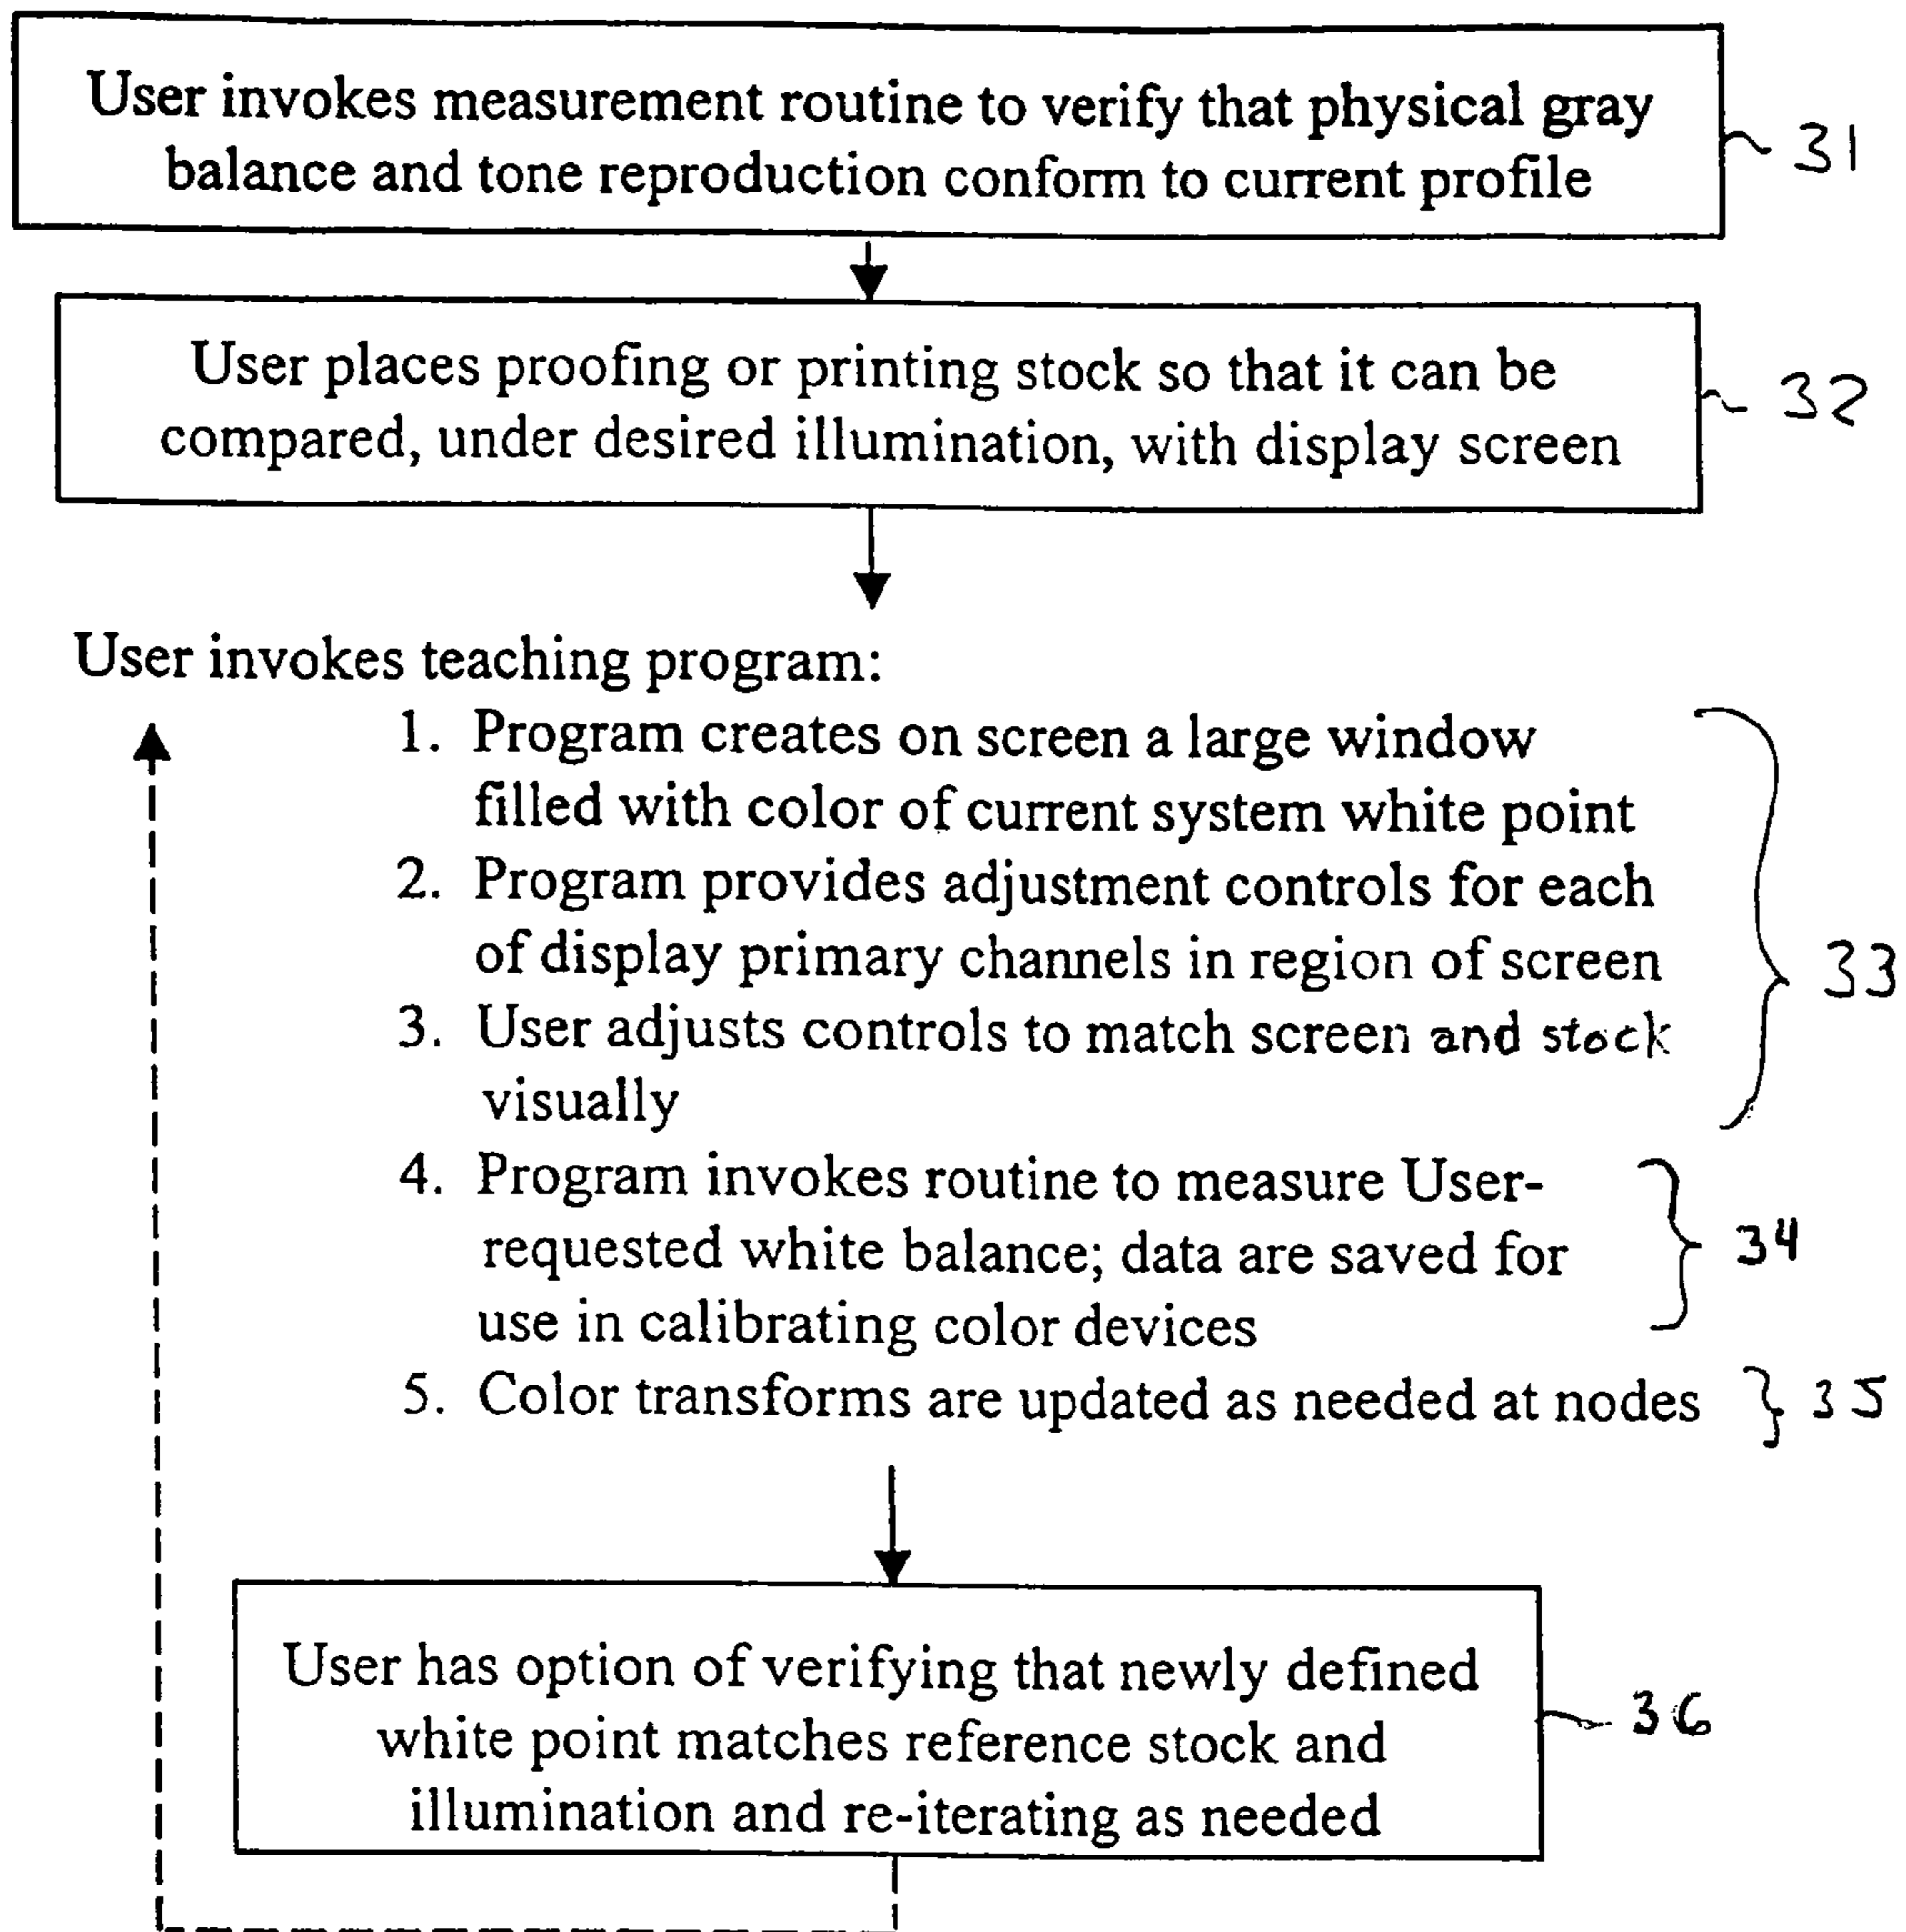 User invokes measurement routine to verify that physical gray
balance and tone reproduction conform to current profile
31
User places proofing or printing stock so that it can be
compared, under desired illumination, with display screen
32
User invokes teaching program:
1. Program creates on screen a large window
filled with color of current system white point
2. Program provides adjustment controls for each
of display primary channels in region of screen
3. User adjusts controls to match screen and stock
visually
33
4. Program invokes routine to measure User-
requested white balance; data are saved for
use in calibrating color devices
34
5. Color transforms are updated as needed at nodes
35
User has option of verifying that newly defined
white point matches reference stock and
illumination and re-iterating as needed
36